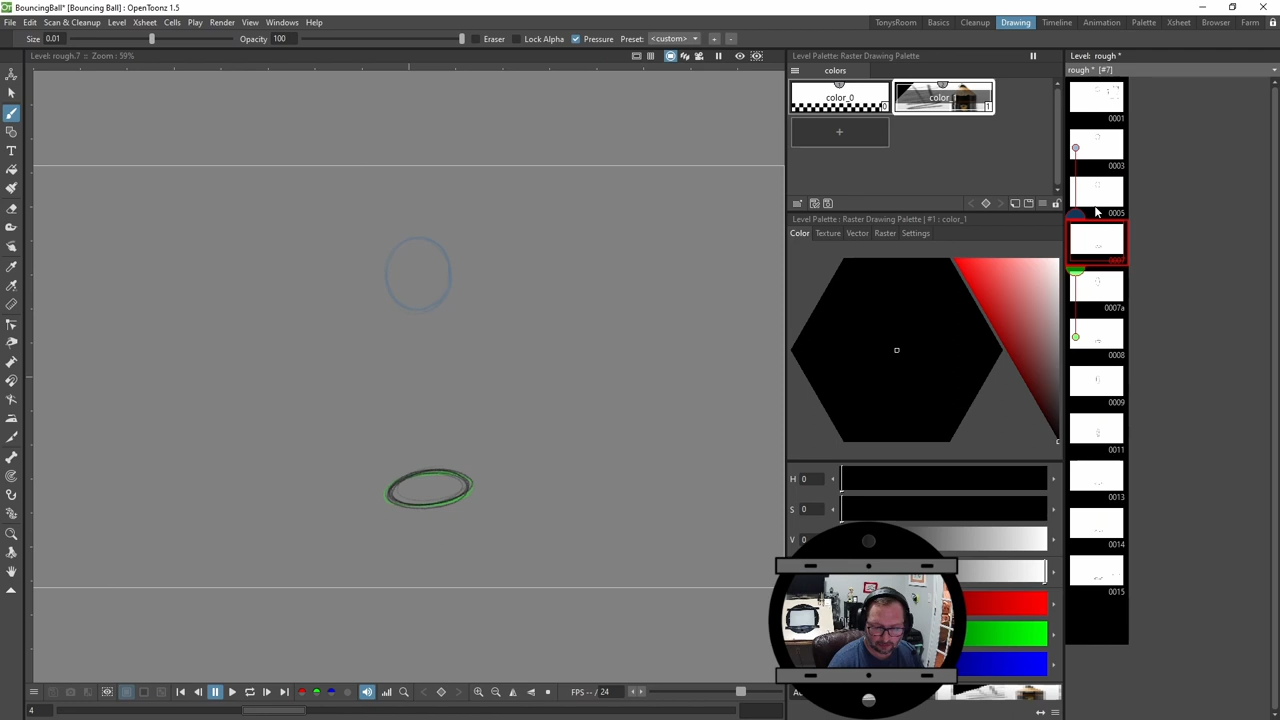 BouncingBall* [Bouncing Ball] : OpenToonz 1.5
File Edit Scan & Cleanup Level Xsheet Cells Play Render View Windows Help
TonysRoom Basics Cleanup Drawing Timeline Animation Palette Xsheet Browser Farm
Size 0.01 Opacity 100 Eraser Lock Alpha Pressure Preset: <custom> + -
Level: rough.7 = Zoom : 59%
Level Palette: Raster Drawing Palette
Level: rough *
rough * [#7]
colors
color_0
0
1
+
0001
0003
0005
0007a
0008
0009
0011
0013
0014
0015
Level Palette : Raster Drawing Palette | #1 : color_1
Color Texture Vector Raster Settings
H 0
S 0
V 0
FPS -- / 24
4